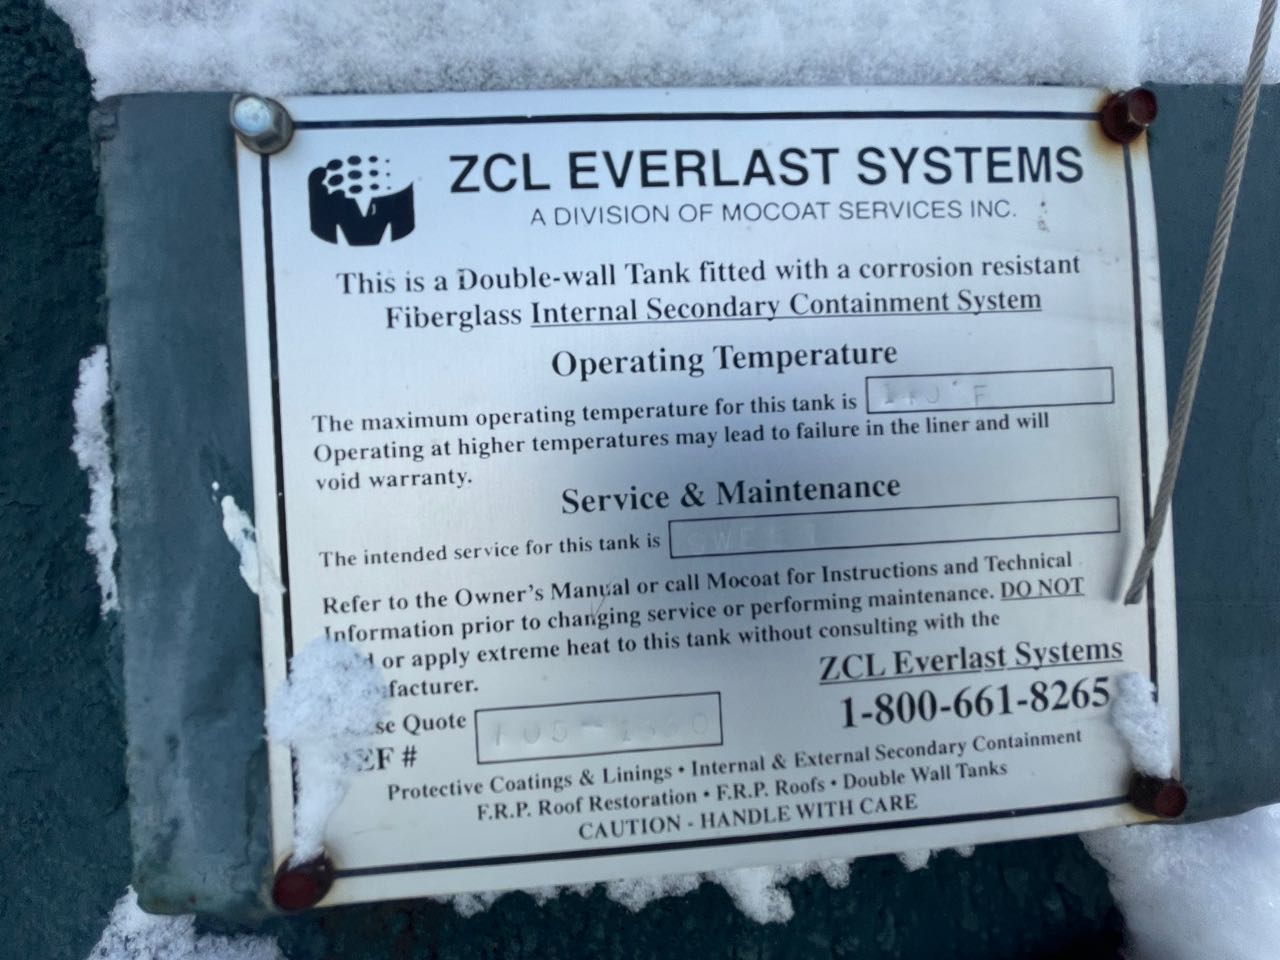 ZCL EVERLAST SYSTEMS
A DIVISION OF MOCOAT SERVICES INC.
This is a Double-wall Tank fitted with a corrosion resistant
Fiberglass Internal Secondary Containment System
Operating Temperature
The maximum operating temperature for this tank is
Operating at higher temperatures may lead to failure in the liner and will
void warranty.
Service & Maintenance
The intended service for this tank is
Refer to the Owner's Manual or call Mocoat for Instructions and Technical
Information prior to changing service or performing maintenance. DO NOT
or apply extreme heat to this tank without consulting with the
facturer.
ZCL Everlast Systems
Quote
EF #
1-800-661-8265
Protective Coatings & Linings • Internal & External Secondary Containment
F.R.P. Roof Restoration • F.R.P. Roofs • Double Wall Tanks
CAUTION - HANDLE WITH CARE